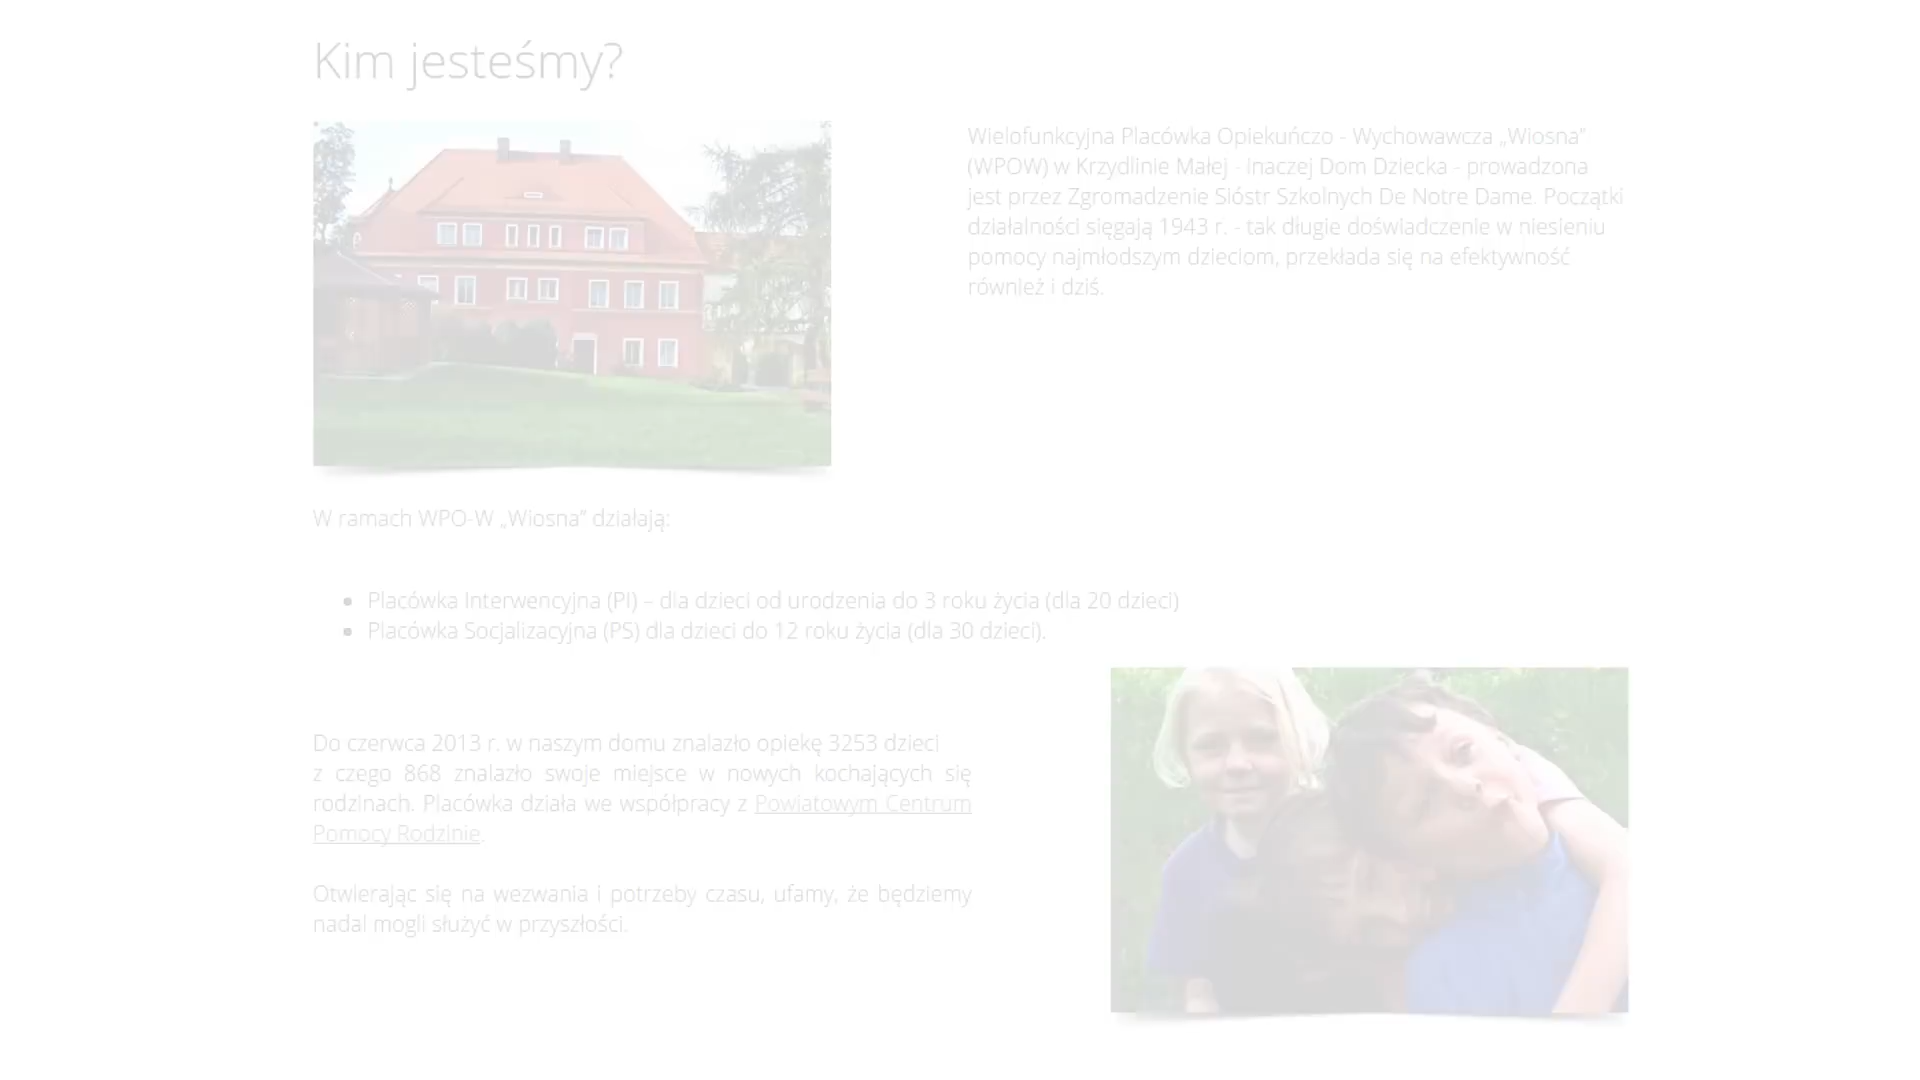 Kim jesteśmy?
Wielofunkcyjna Placówka Opiekuńczo - Wychowawcza „Wiosna”
(WPOW) w Krzydlinie Małej - inaczej Dom Dziecka - prowadzona
jest przez Zgromadzenie Sióstr Szkolnych De Notre Dame. Początki
działalności sięgają 1943 r. - tak długie doświadczenie w niesieniu
pomocy najmłodszym dzieciom, przekłada się na efektywność
również i dziś.
W ramach WPO-W „Wiosna” działają:
• Placówka Interwencyjna (PI) – dla dzieci od urodzenia do 3 roku życia (dla 20 dzieci)
• Placówka Socjalizacyjna (PS) dla dzieci do 12 roku życia (dla 30 dzieci).
Do czerwca 2013 r. w naszym domu znalazło opiekę 3253 dzieci
z czego 868 znalazło swoje miejsce w nowych kochających się
rodzinach. Placówka działa we współpracy z Powiatowym Centrum
Pomocy Rodzinie.
Otwierając się na wezwania i potrzeby czasu, ufamy, że będziemy
nadal mogli służyć w przyszłości.